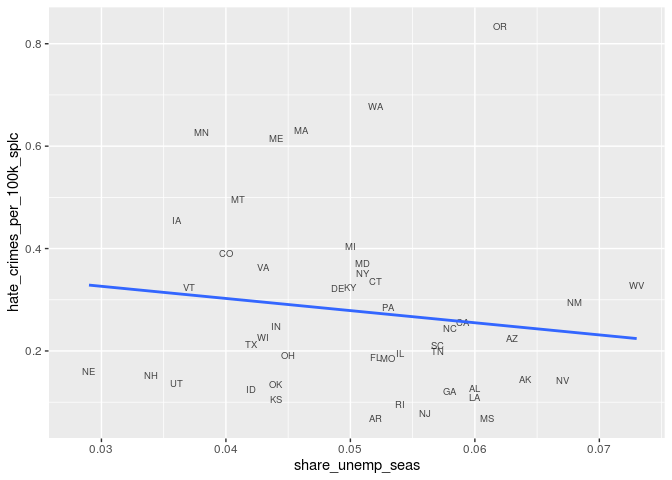 OR
0.8
WA
MN
MA
ME
0.6
MT
IA
MI
0.4
CO
VA
MD
NY
CT
WV
VT
DE
KY
NM
PA
CA
NC
IN
WI
AZ
TX
SC
TN
0.2
OH
IL
FL
MO
NE
NH
UT
OK
ID
AK
NV
AL
GA
KS
LA
RI
NJ
AR
MS
0.03
0.04
0.05
0.06
0.07
share_unemp_seas
hate_crimes_per_100k_splc